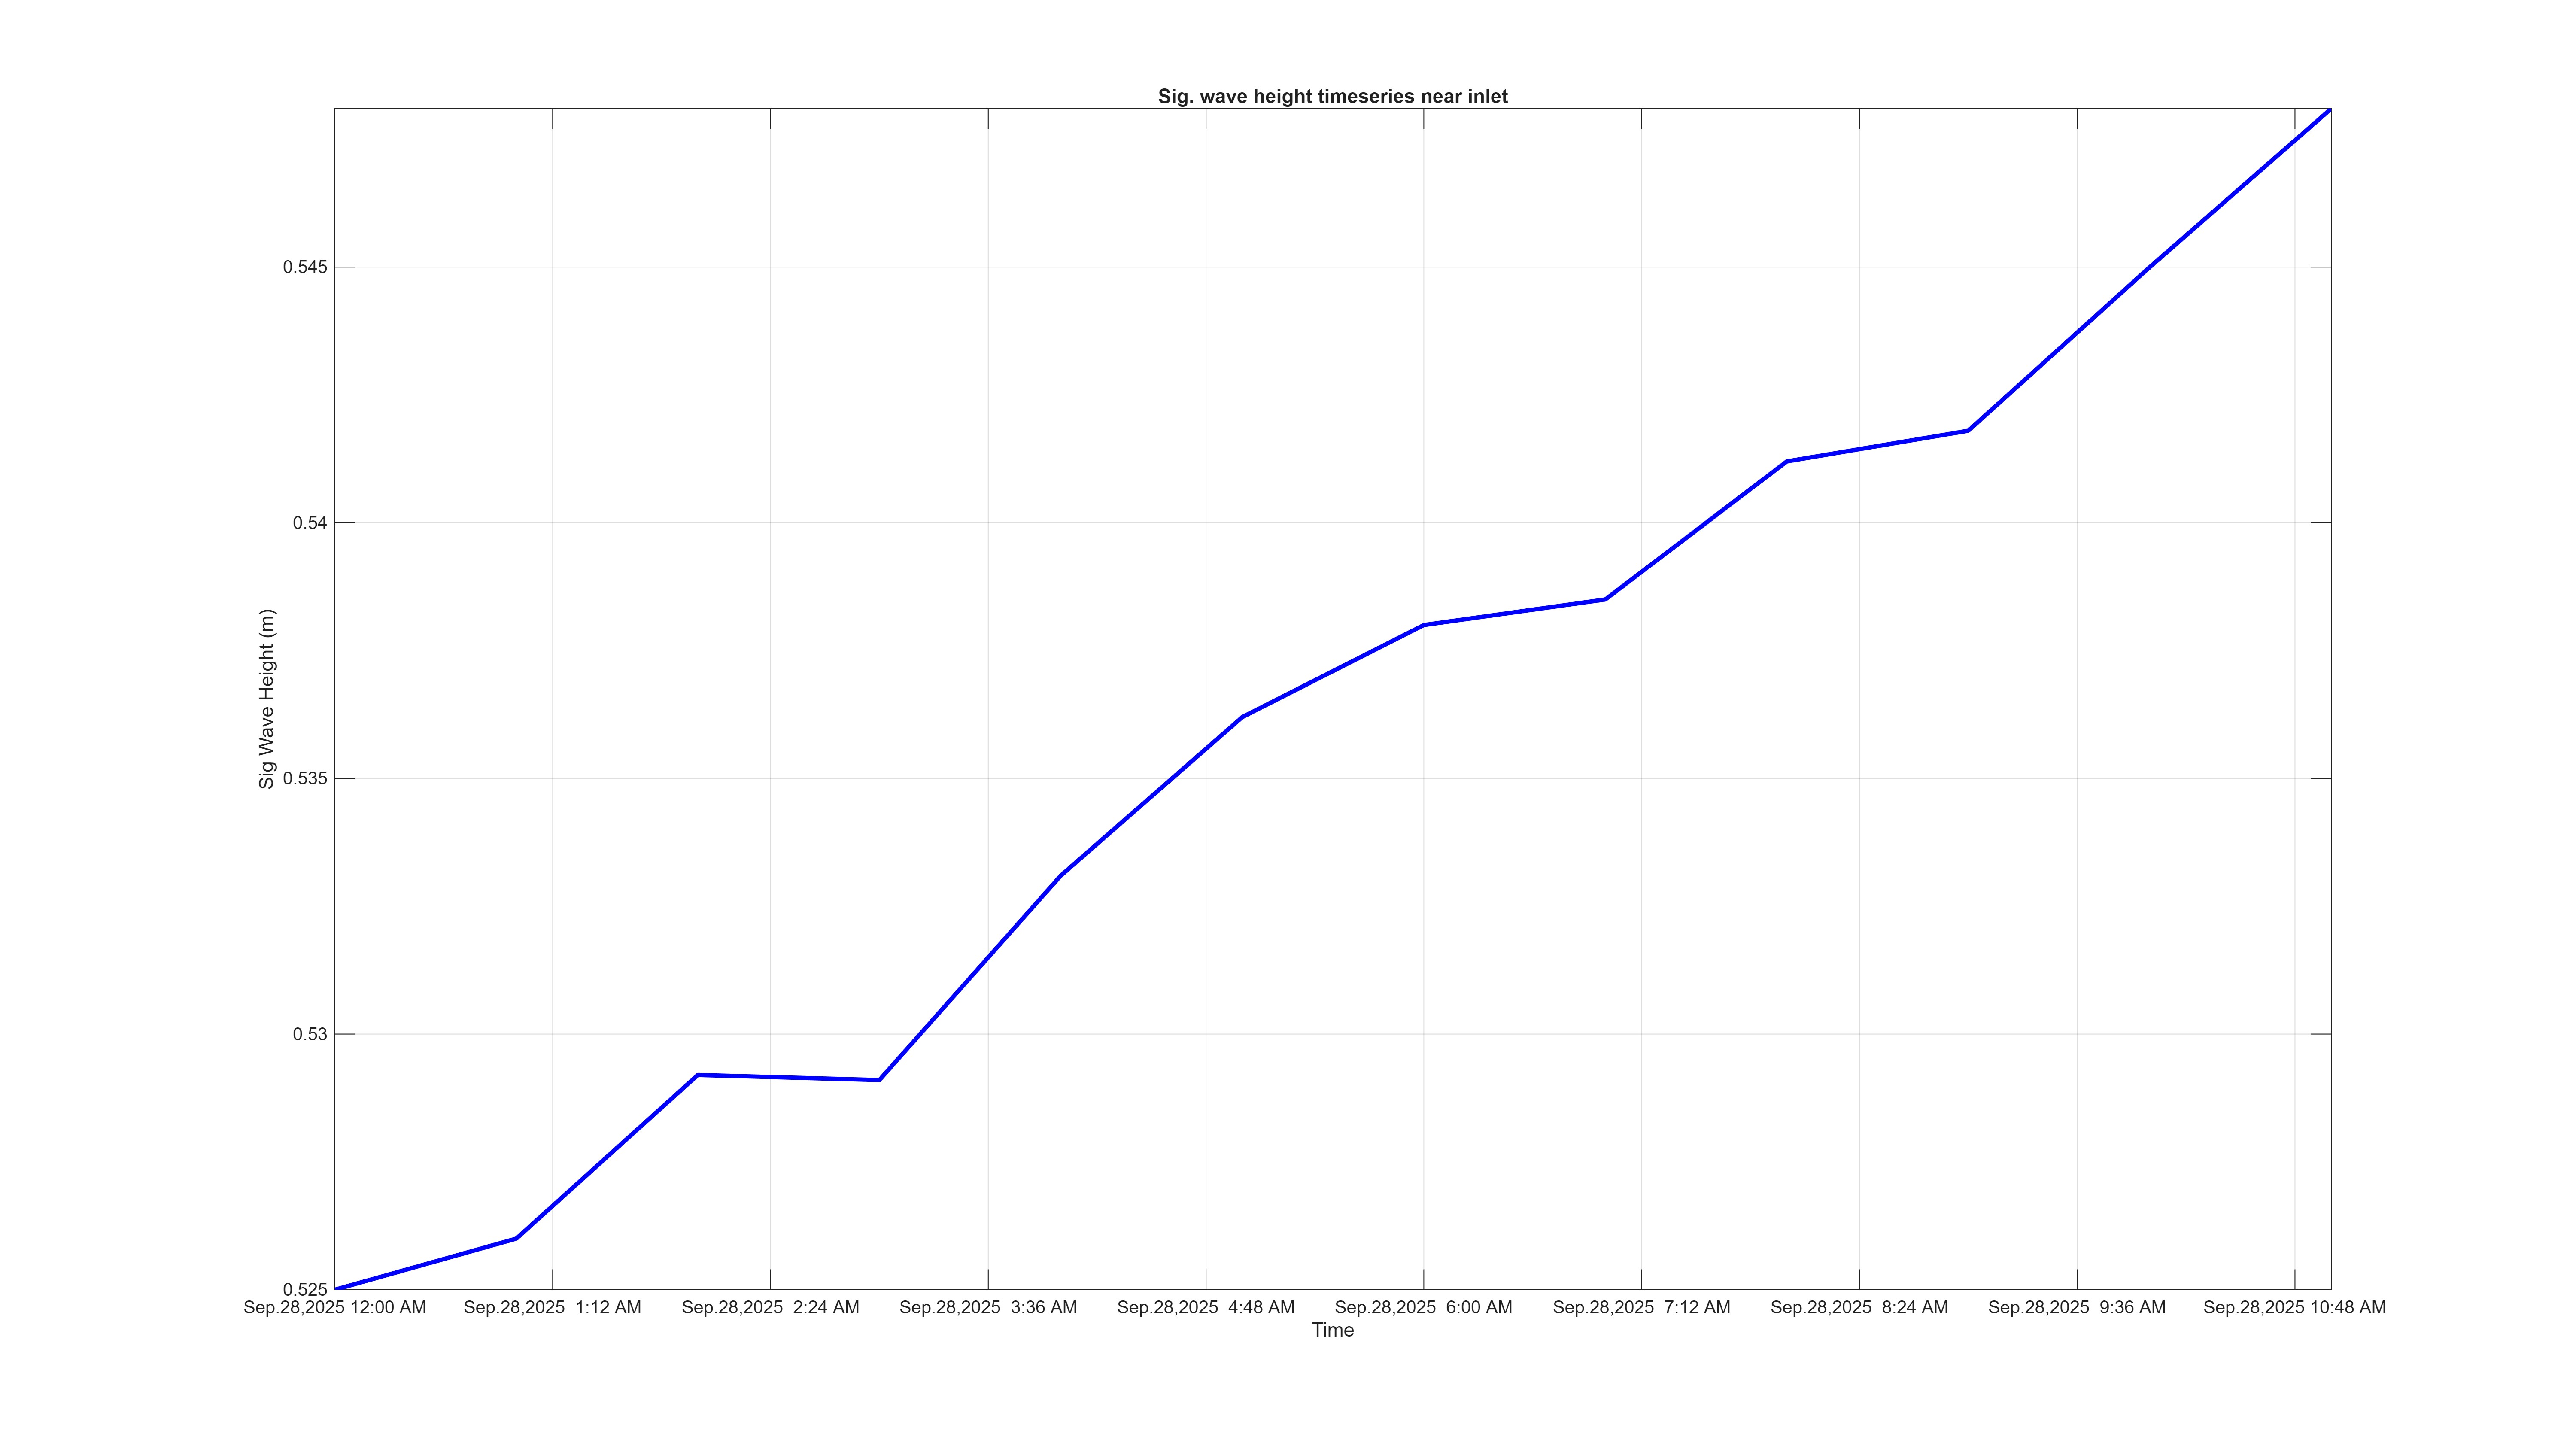 Sig. wave height timeseries near inlet
Sig Wave Height (m)
0.545
0.54
0.535
0.53
0.525
Sep.28,2025 12:00 AM Sep.28,2025  1:12 AM Sep.28,2025  2:24 AM Sep.28,2025  3:36 AM Sep.28,2025  4:48 AM Sep.28,2025  6:00 AM Sep.28,2025  7:12 AM Sep.28,2025  8:24 AM Sep.28,2025  9:36 AM Sep.28,2025 10:48 AM
Time